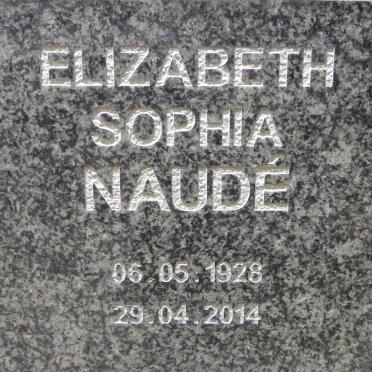 ELIZABETH
SOPHIA
NAUDÉ
06.05.1928
29.04.2014